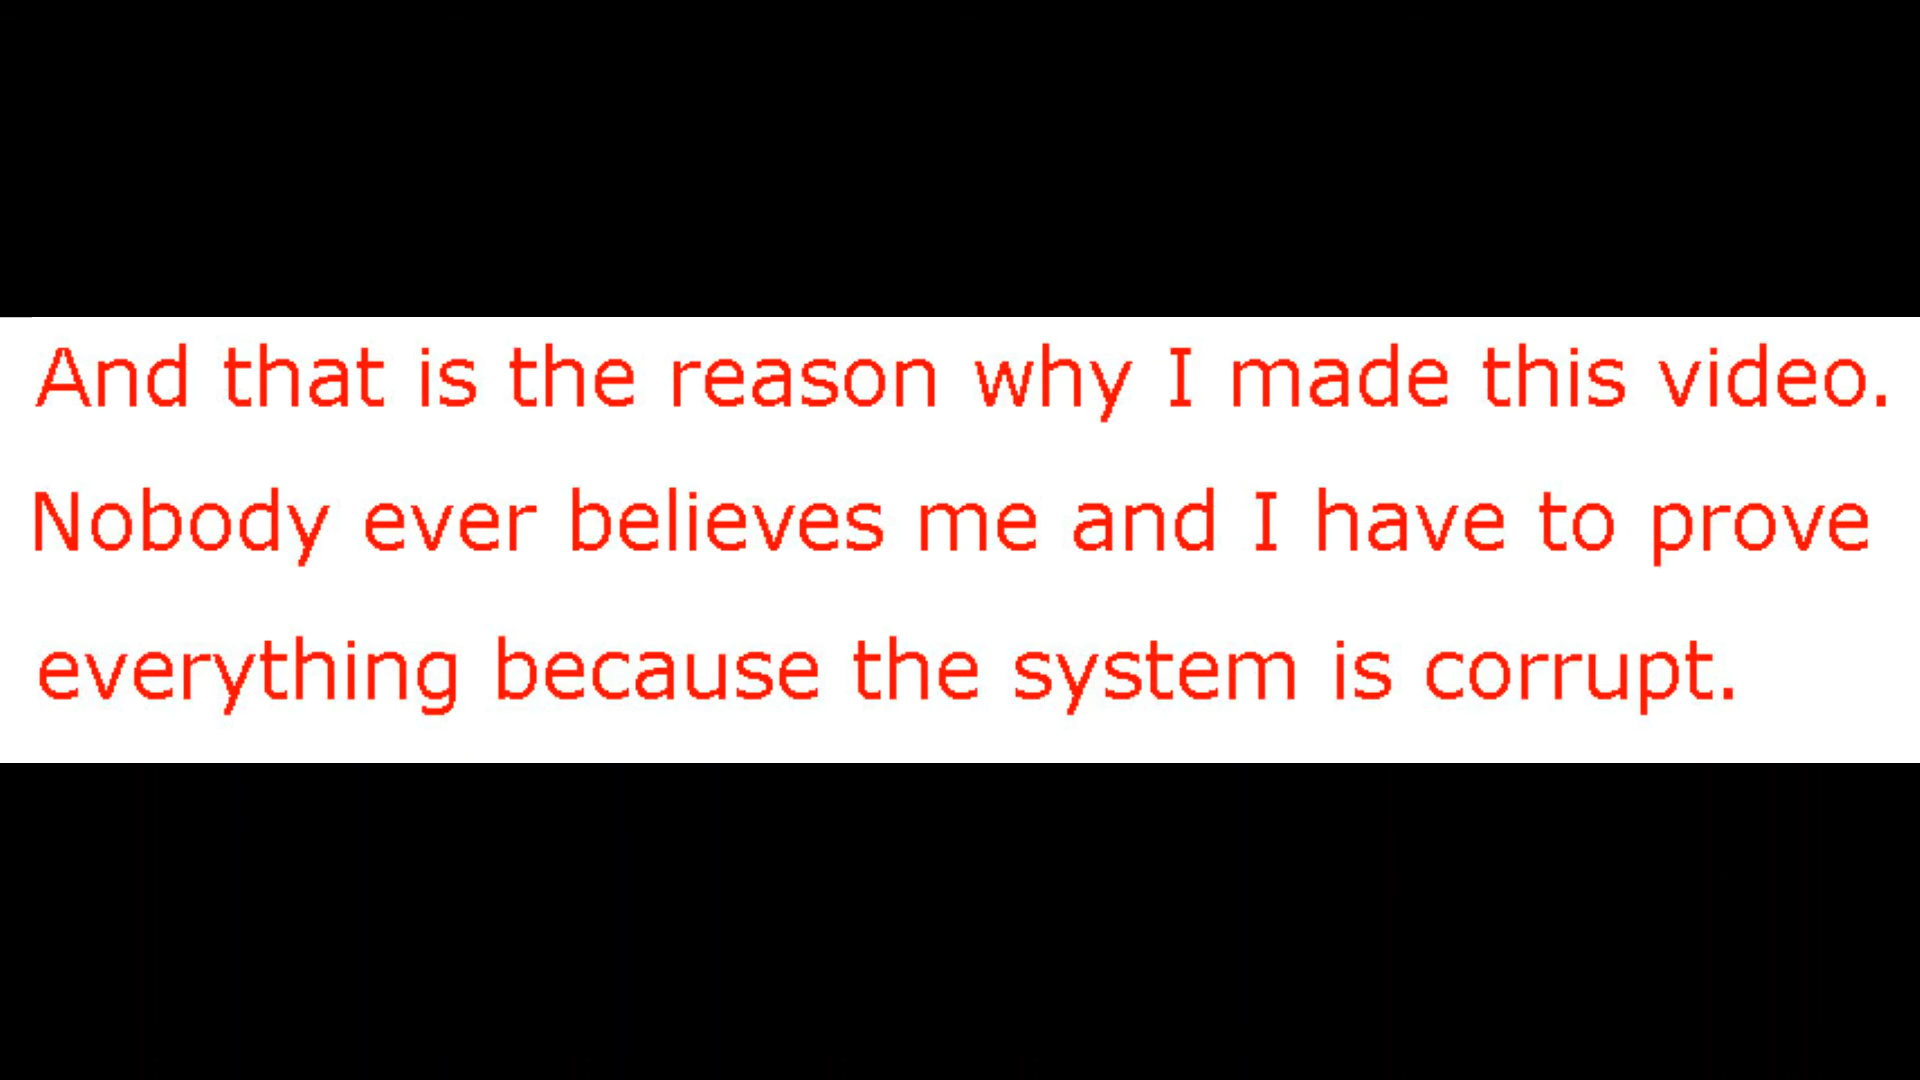 And that is the reason why I made this video.
Nobody ever believes me and I have to prove
everything because the system is corrupt.